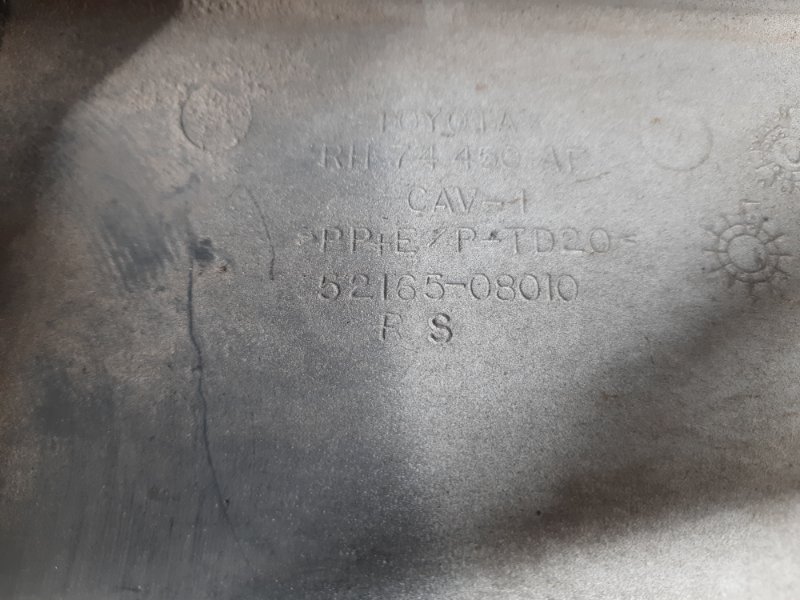 TOYOTA
RH 74 450 AF
CAV-1
>PP+E/P-TD20<
52165-08010
R S